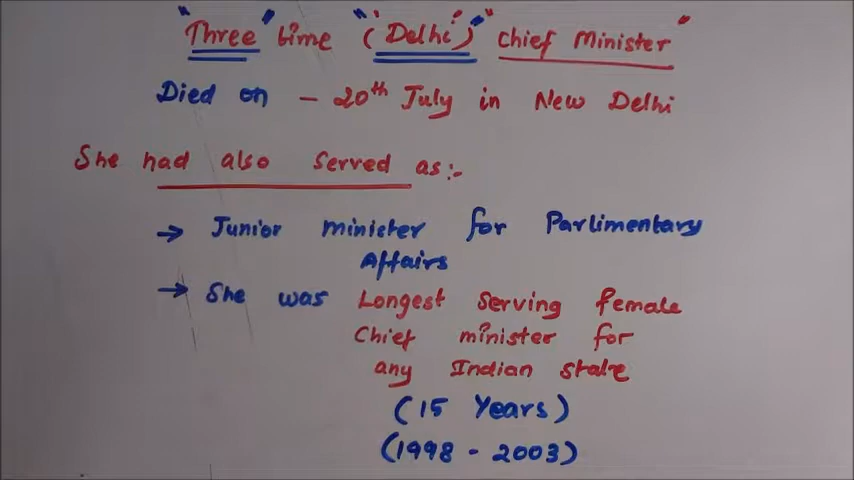 "Three" time "(Delhi)" "Chief Minister"
Died on - 20th July in New Delhi
She had also served as:-
→ Junior minister for Parlimentary
Affairs
→ She was Longest Serving female
Chief minister for
any Indian state
(15 Years)
(1998 - 2003)